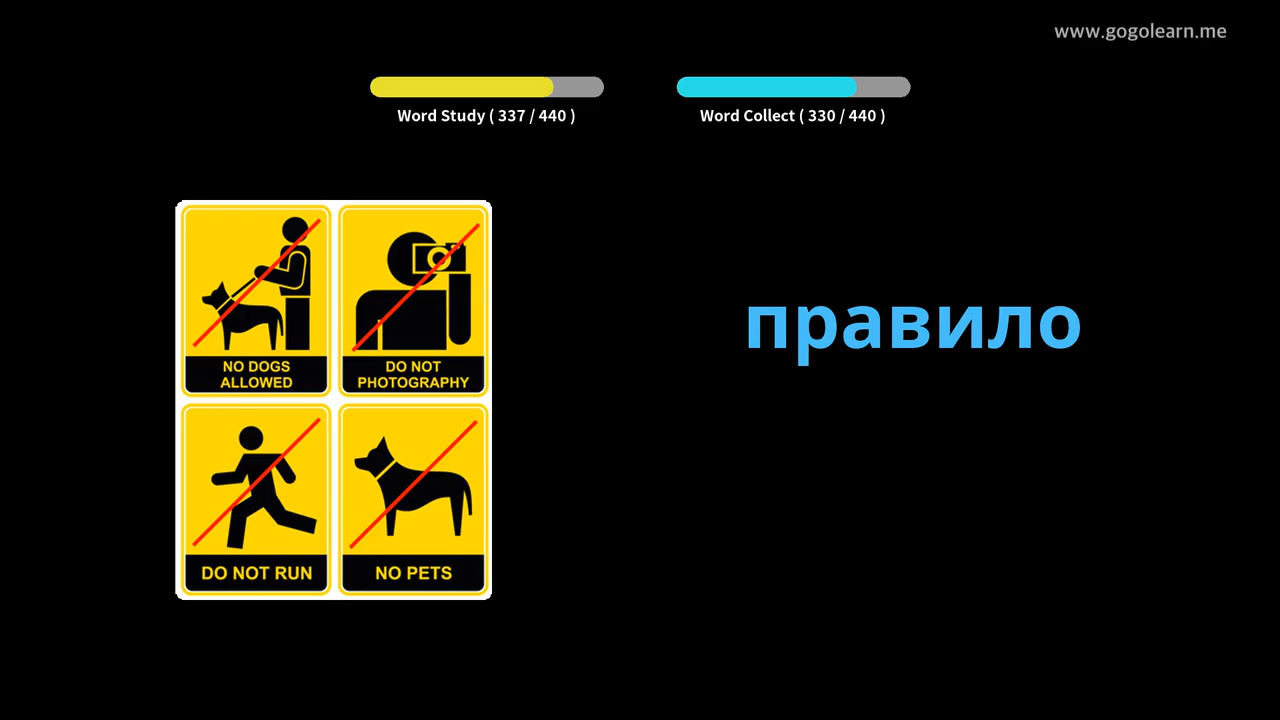 www.gogolearn.me
Word Study ( 337 / 440 )
Word Collect ( 330 / 440 )
NO DOGS
ALLOWED
DO NOT
PHOTOGRAPHY
правило
DO NOT RUN
NO PETS